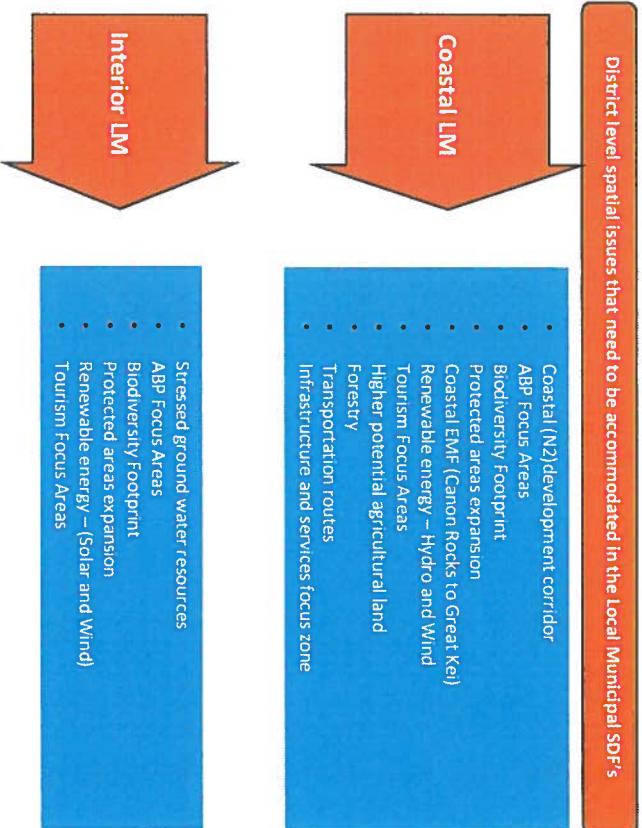 District level spatial issues that need to be accommodated in the Local Municipal SDF's
Coastal LM
• Coastal (N2)development corridor
• ABP Focus Areas
• Biodiversity Footprint
• Protected areas expansion
• Coastal EMF (Canon Rocks to Great Kei)
• Renewable energy – Hydro and Wind
• Tourism Focus Areas
• Higher potential agricultural land
• Forestry
• Transportation routes
• Infrastructure and services focus zone
Interior LM
• Stressed ground water resources
• ABP Focus Areas
• Biodiversity Footprint
• Protected areas expansion
• Renewable energy – (Solar and Wind)
• Tourism Focus Areas